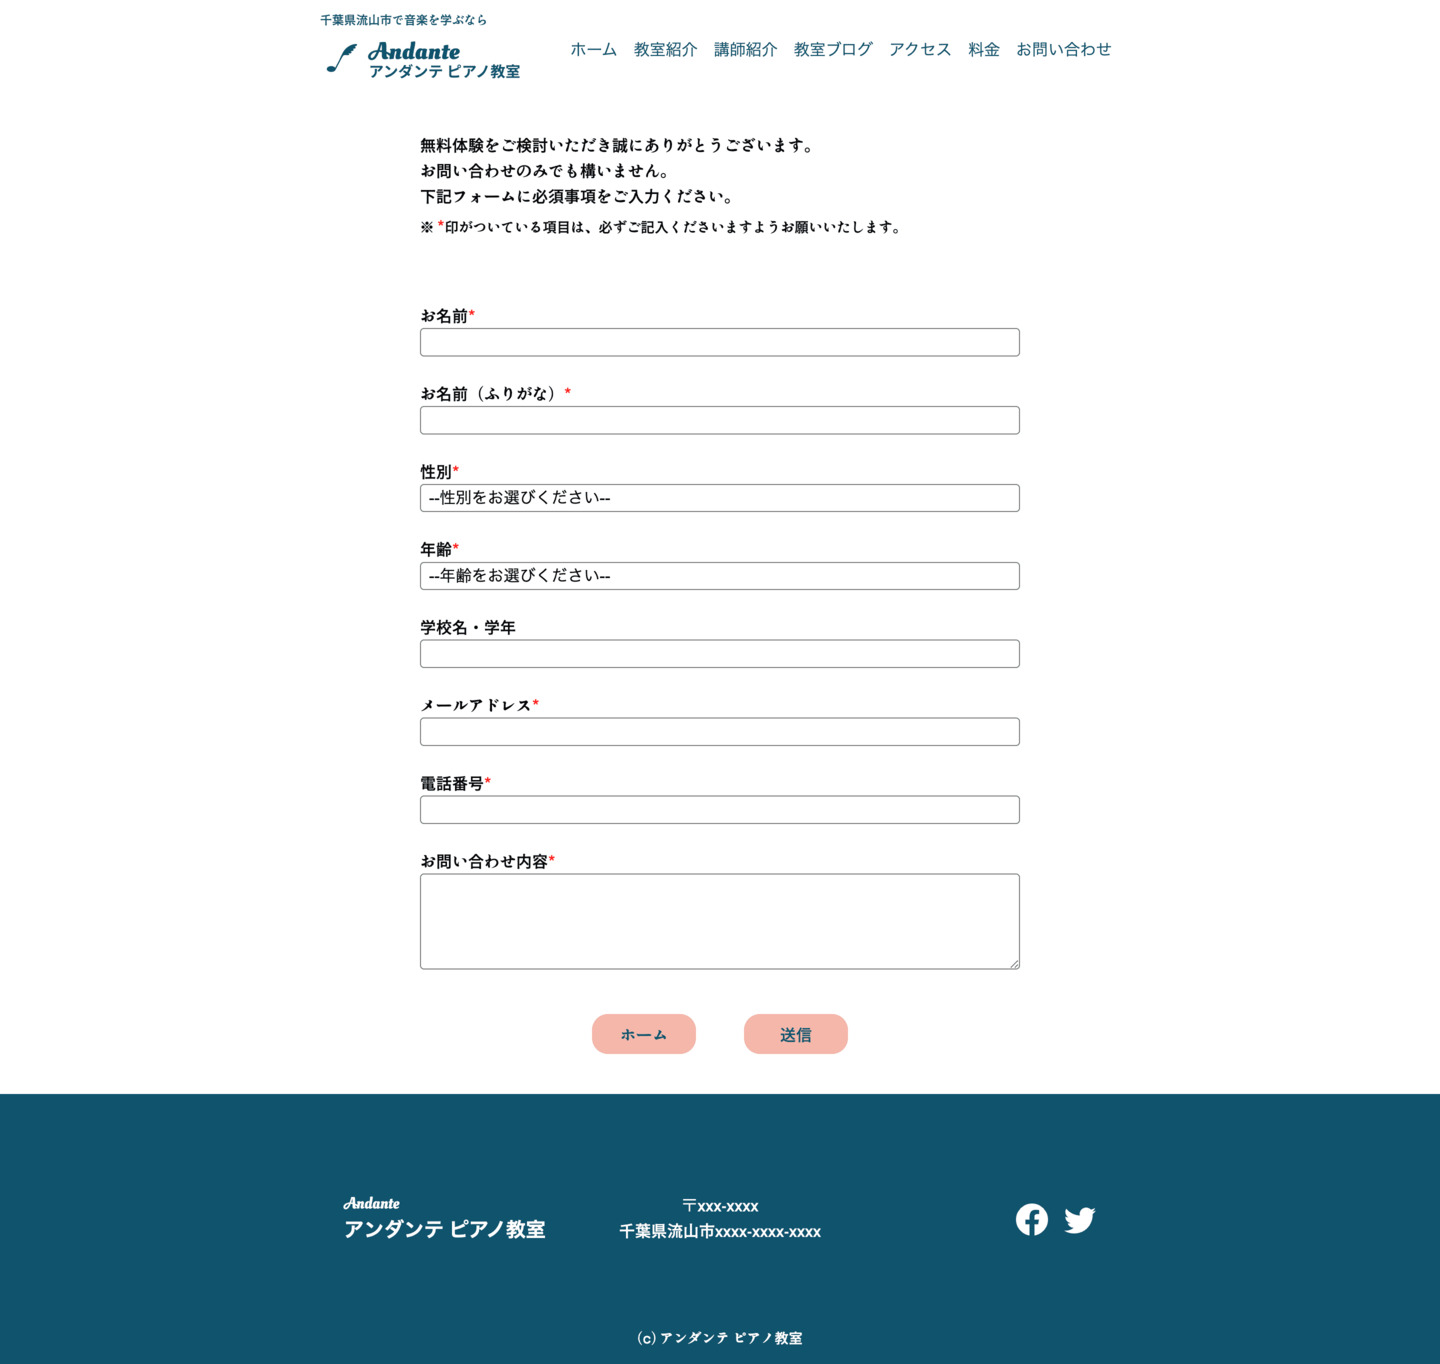 千葉県流山市で音楽を学ぶなら
Andante
アンダンテ ピアノ教室
ホーム 教室紹介 講師紹介 教室ブログ アクセス 料金 お問い合わせ
無料体験をご検討いただき誠にありがとうございます。
お問い合わせのみでも構いません。
下記フォームに必須事項をご入力ください。
※ *印がついている項目は、必ずご記入くださいますようお願いいたします。
お名前*
お名前（ふりがな）*
性別*
--性別をお選びください--
年齢*
--年齢をお選びください--
学校名・学年
メールアドレス*
電話番号*
お問い合わせ内容*
ホーム 送信
Andante
アンダンテ ピアノ教室
〒xxx-xxxx
千葉県流山市xxxx-xxxx-xxxx
(c) アンダンテ ピアノ教室